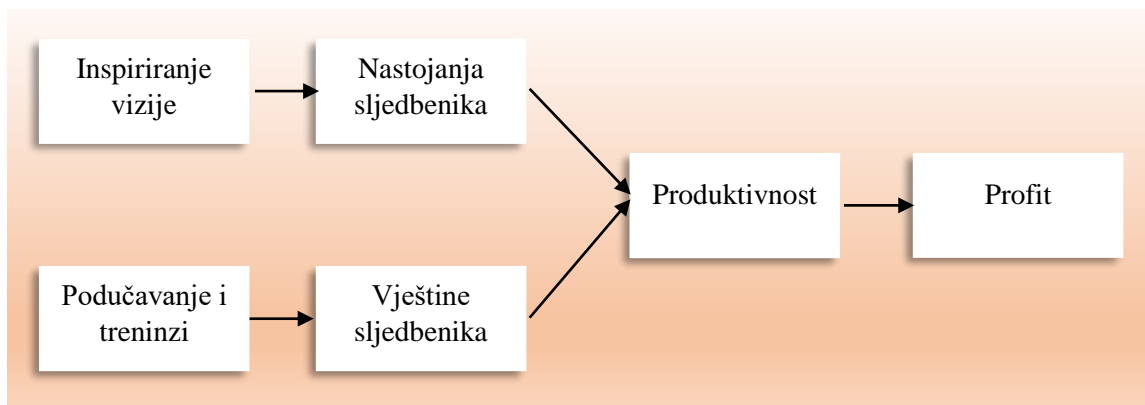 Inspiriranje
vizije
Nastojanja
sljedbenika
Produktivnost
Profit
Podučavanje i
treninzi
Vještine
sljedbenika